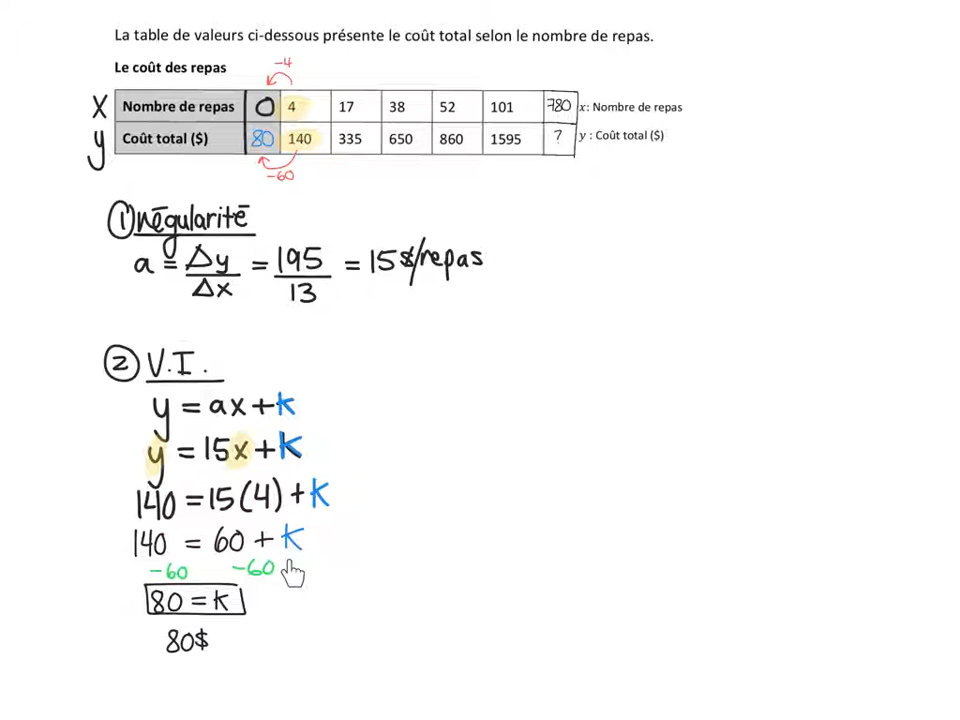 La table de valeurs ci-dessous présente le coût total selon le nombre de repas.
Le coût des repas
-4
x Nombre de repas 0 4 17 38 52 101 780 x: Nombre de repas
y Coût total ($) 80 140 335 650 860 1595 ? y : Coût total ($)
-60
① Régularité
a = Δy/Δx = 195/13 = 15$/repas
② V.I.
y = ax + k
y = 15x + k
140 = 15(4) + k
140 = 60 + k
-60 -60
80 = k
80$